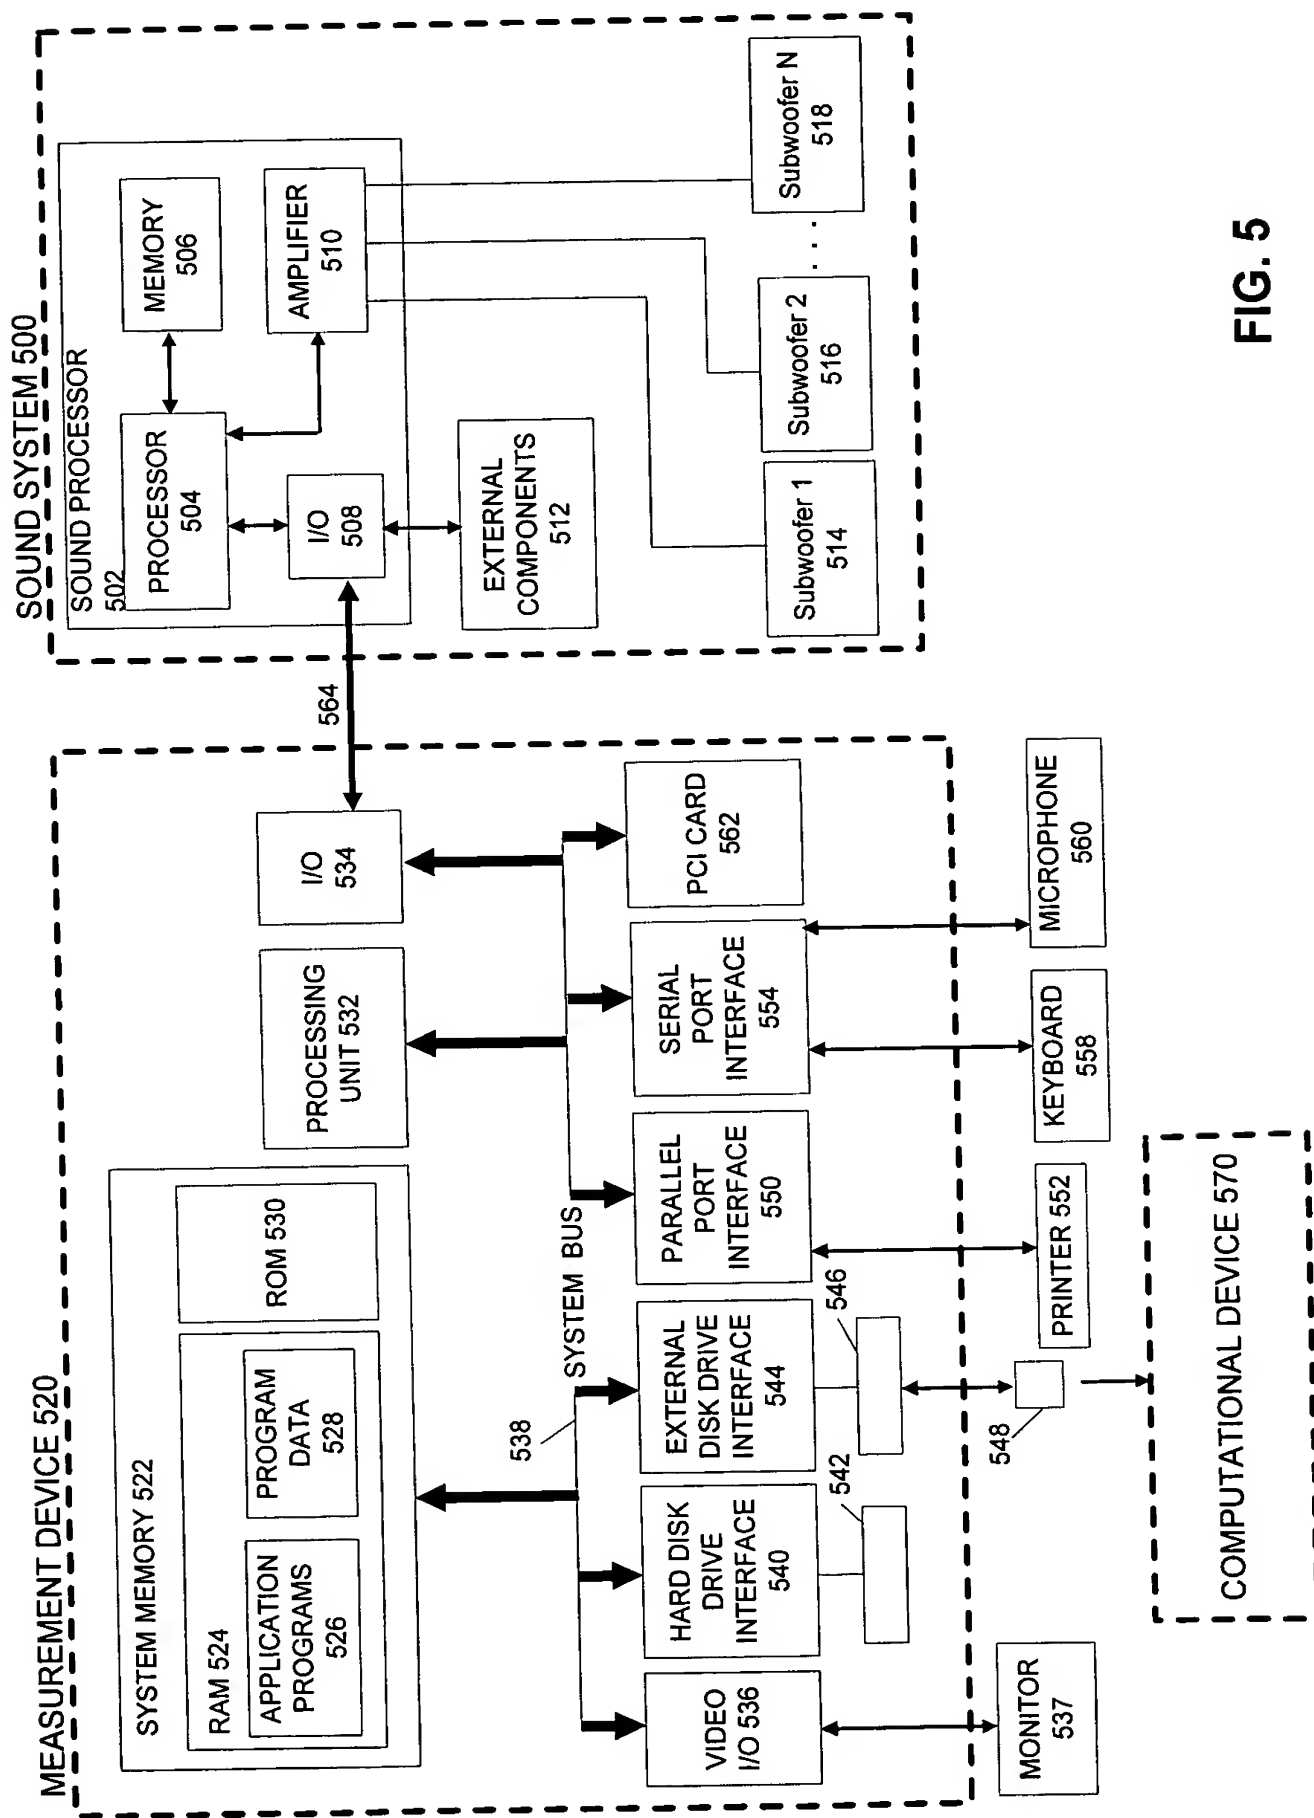 MEASUREMENT DEVICE 520
SYSTEM MEMORY 522
RAM 524
APPLICATION
PROGRAMS
526
PROGRAM
DATA
528
ROM 530
PROCESSING
UNIT 532
I/O
534
564
538
SYSTEM BUS
VIDEO
I/O 536
HARD DISK
DRIVE
INTERFACE
540
EXTERNAL
DISK DRIVE
INTERFACE
544
PARALLEL
PORT
INTERFACE
550
SERIAL
PORT
INTERFACE
554
PCI CARD
562
542
546
548
MONITOR
537
PRINTER 552
KEYBOARD
558
MICROPHONE
560
COMPUTATIONAL DEVICE 570
SOUND SYSTEM 500
SOUND PROCESSOR
502
PROCESSOR
504
MEMORY
506
I/O
508
AMPLIFIER
510
EXTERNAL
COMPONENTS
512
Subwoofer 1
514
Subwoofer 2
516
. . . .
Subwoofer N
518
FIG. 5